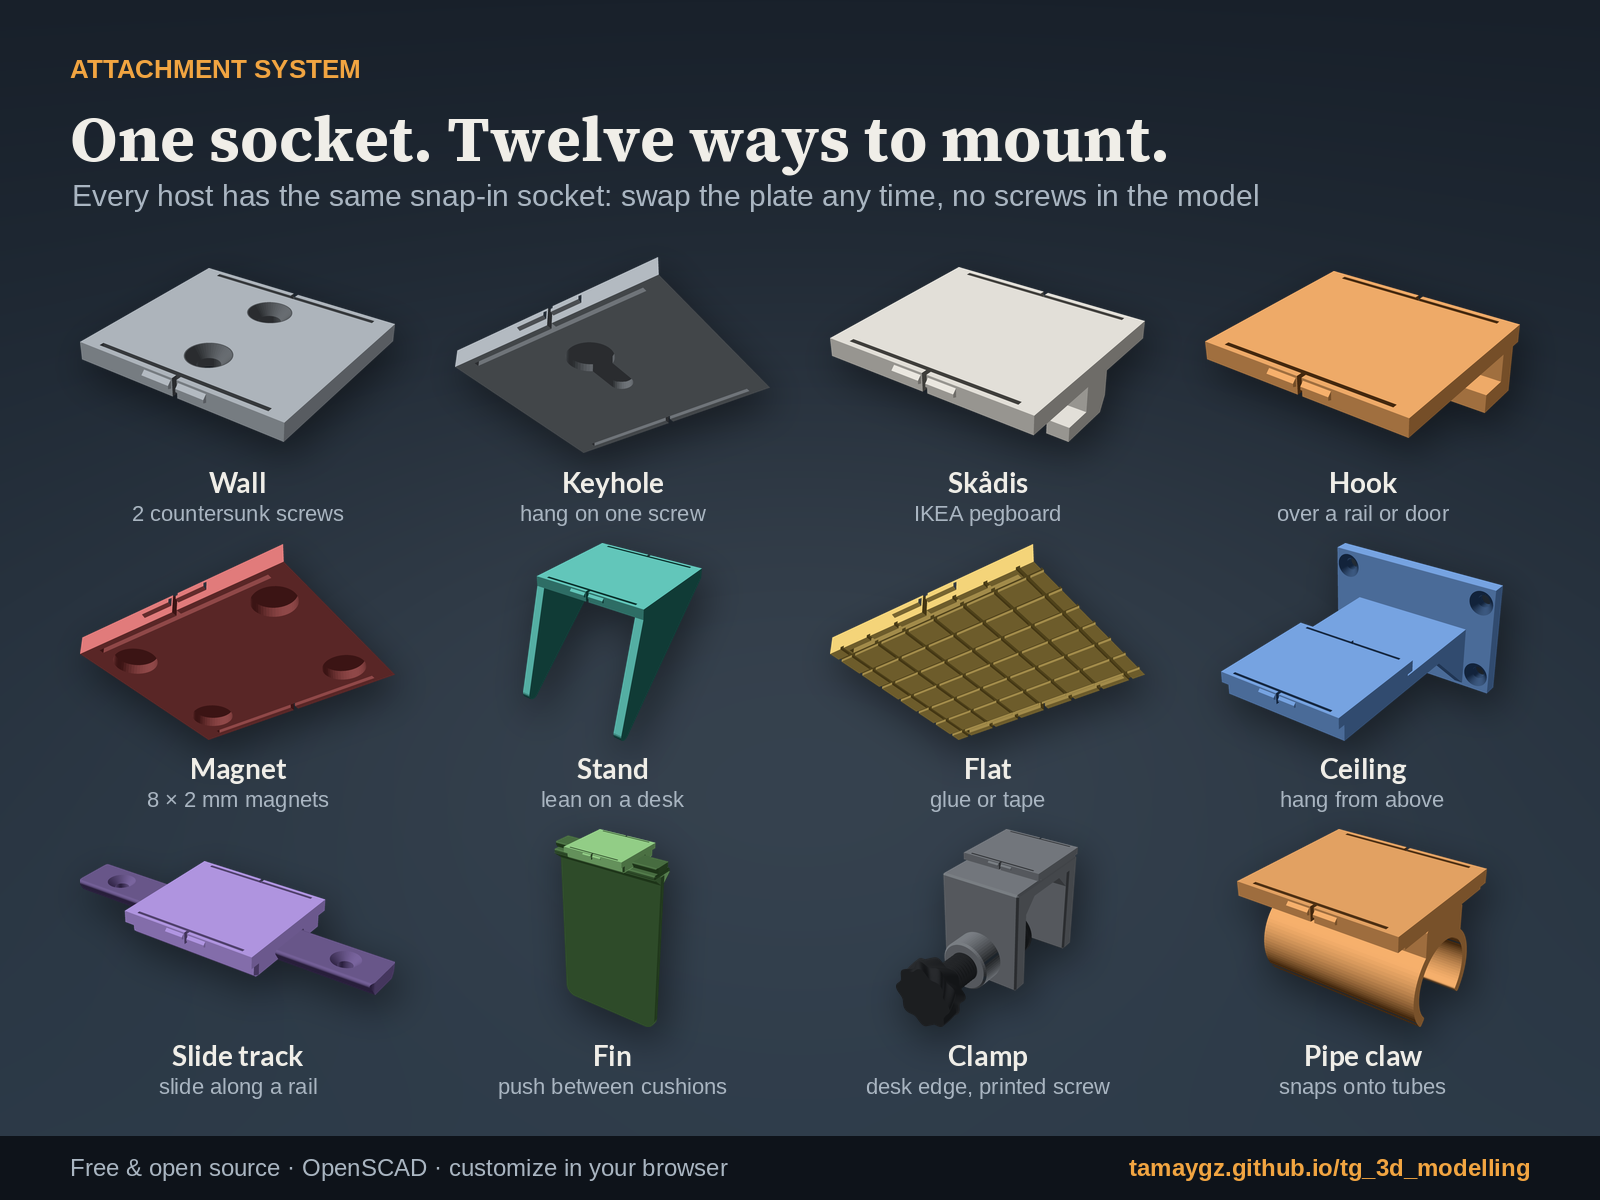 ATTACHMENT SYSTEM
One socket. Twelve ways to mount.
Every host has the same snap-in socket: swap the plate any time, no screws in the model
Wall
2 countersunk screws
Keyhole
hang on one screw
Skådis
IKEA pegboard
Hook
over a rail or door
Magnet
8 × 2 mm magnets
Stand
lean on a desk
Flat
glue or tape
Ceiling
hang from above
Slide track
slide along a rail
Fin
push between cushions
Clamp
desk edge, printed screw
Pipe claw
snaps onto tubes
Free & open source · OpenSCAD · customize in your browser
tamaygz.github.io/tg_3d_modelling